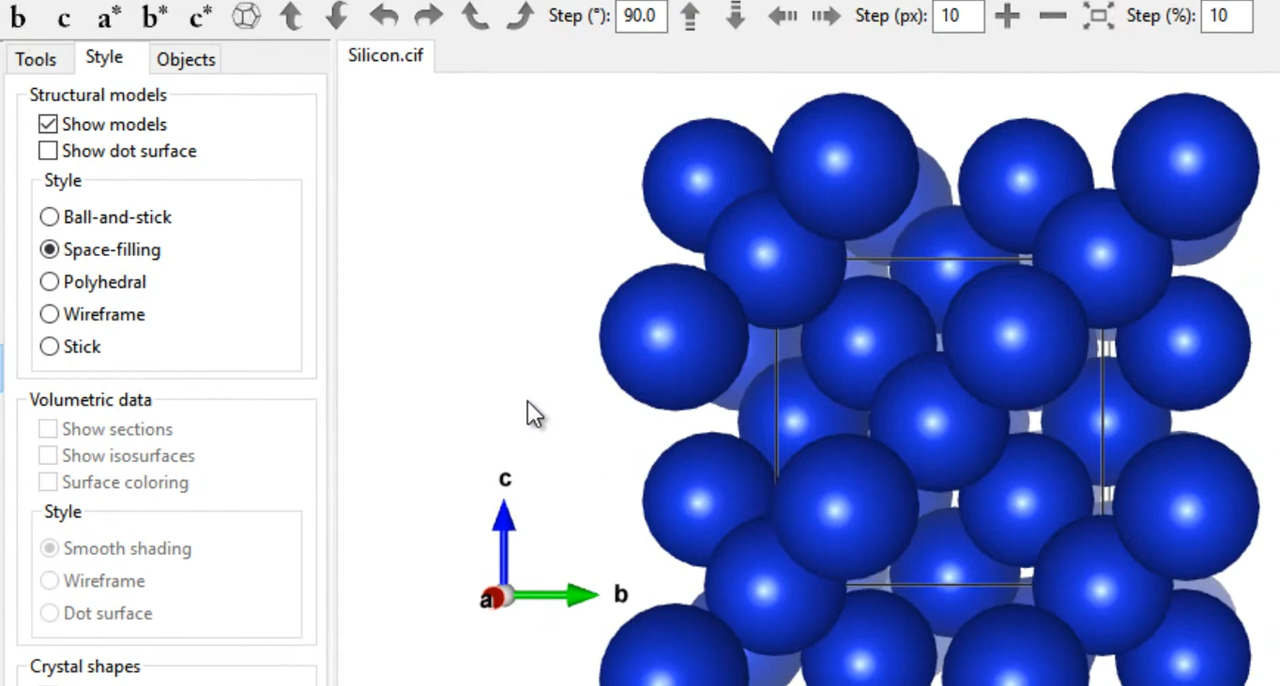 b c a* b* c* Step (°): 90.0 Step (px): 10 Step (%): 10
Tools Style Objects
Silicon.cif
Structural models
Show models
Show dot surface
Style
Ball-and-stick
Space-filling
Polyhedral
Wireframe
Stick
Volumetric data
Show sections
Show isosurfaces
Surface coloring
Style
Smooth shading
Wireframe
Dot surface
Crystal shapes
c
a b